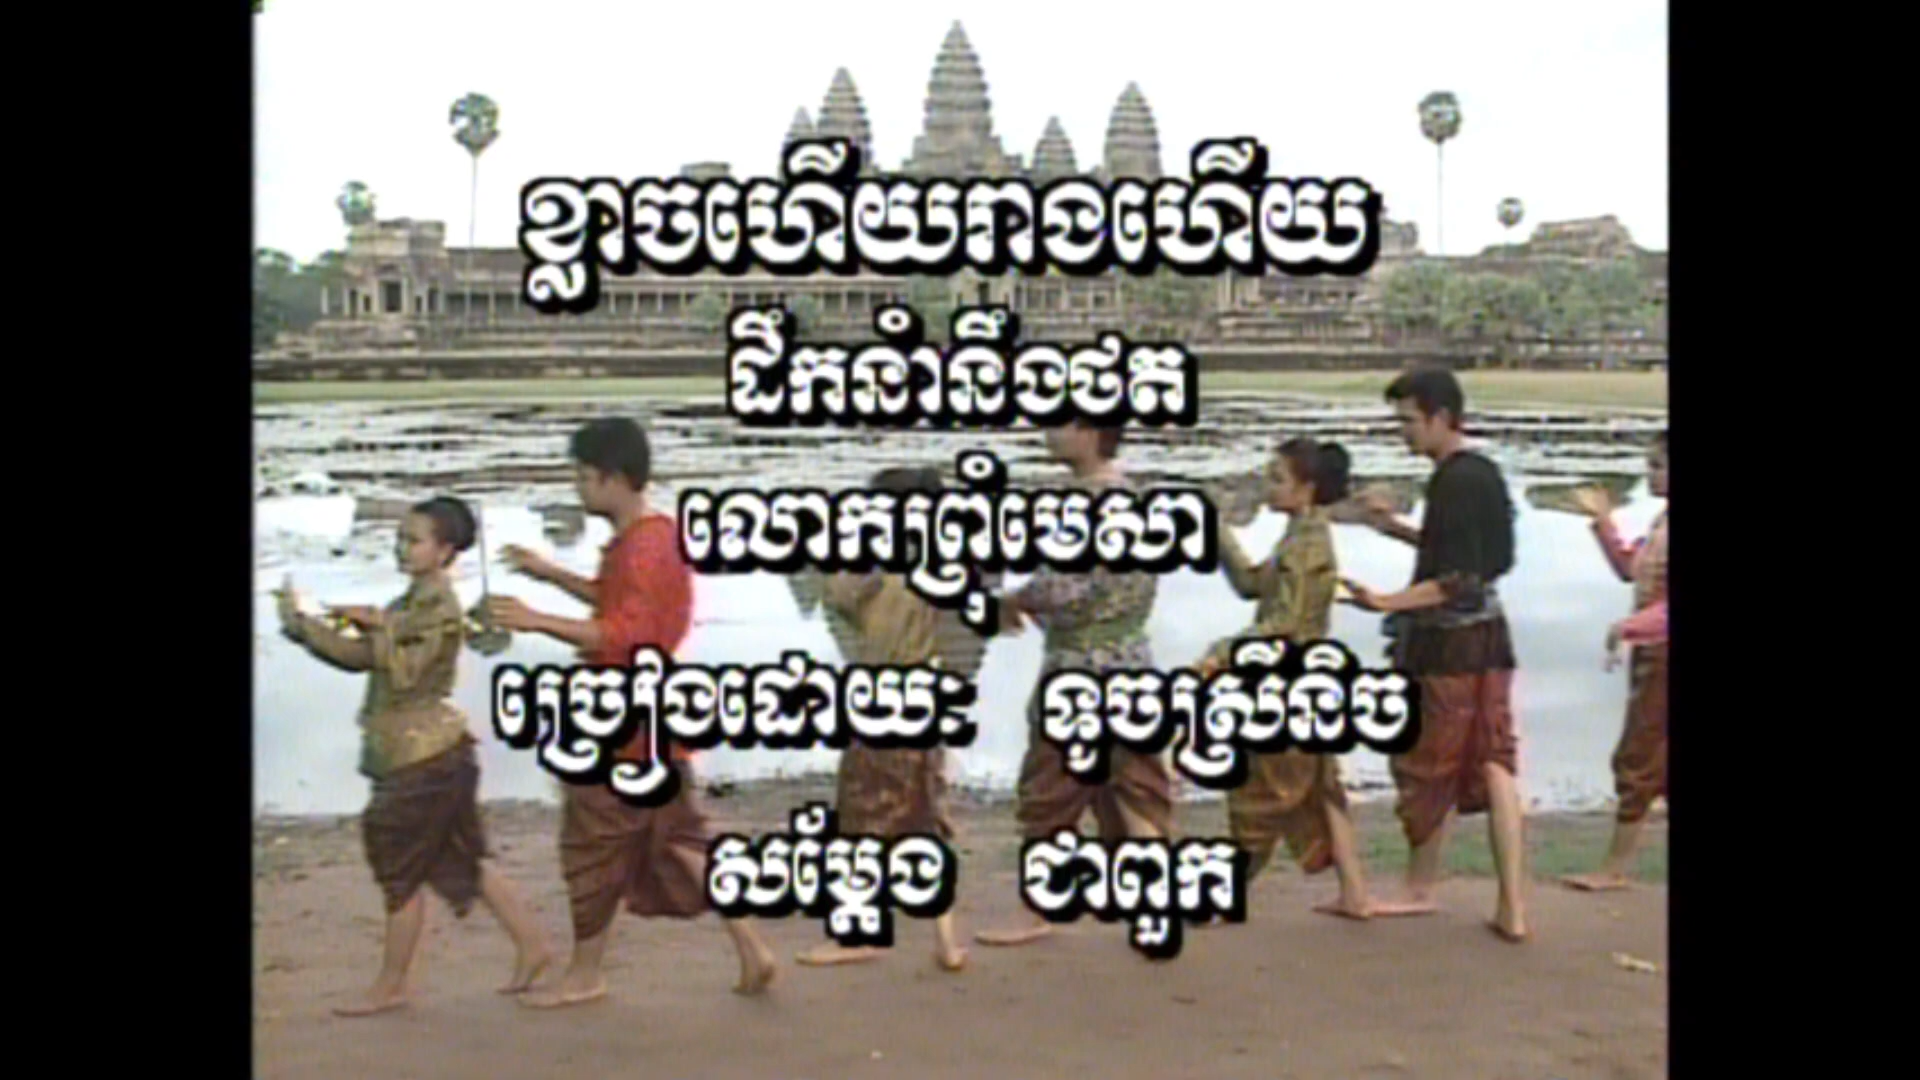 ខ្លាចហើយរាងហើយ
ដឹកនាំនឹងថត
លោកព្រុំមេសា
ច្រៀងដោយៈ ទូចស្រីនិច
សម្ដែង ជាពួក